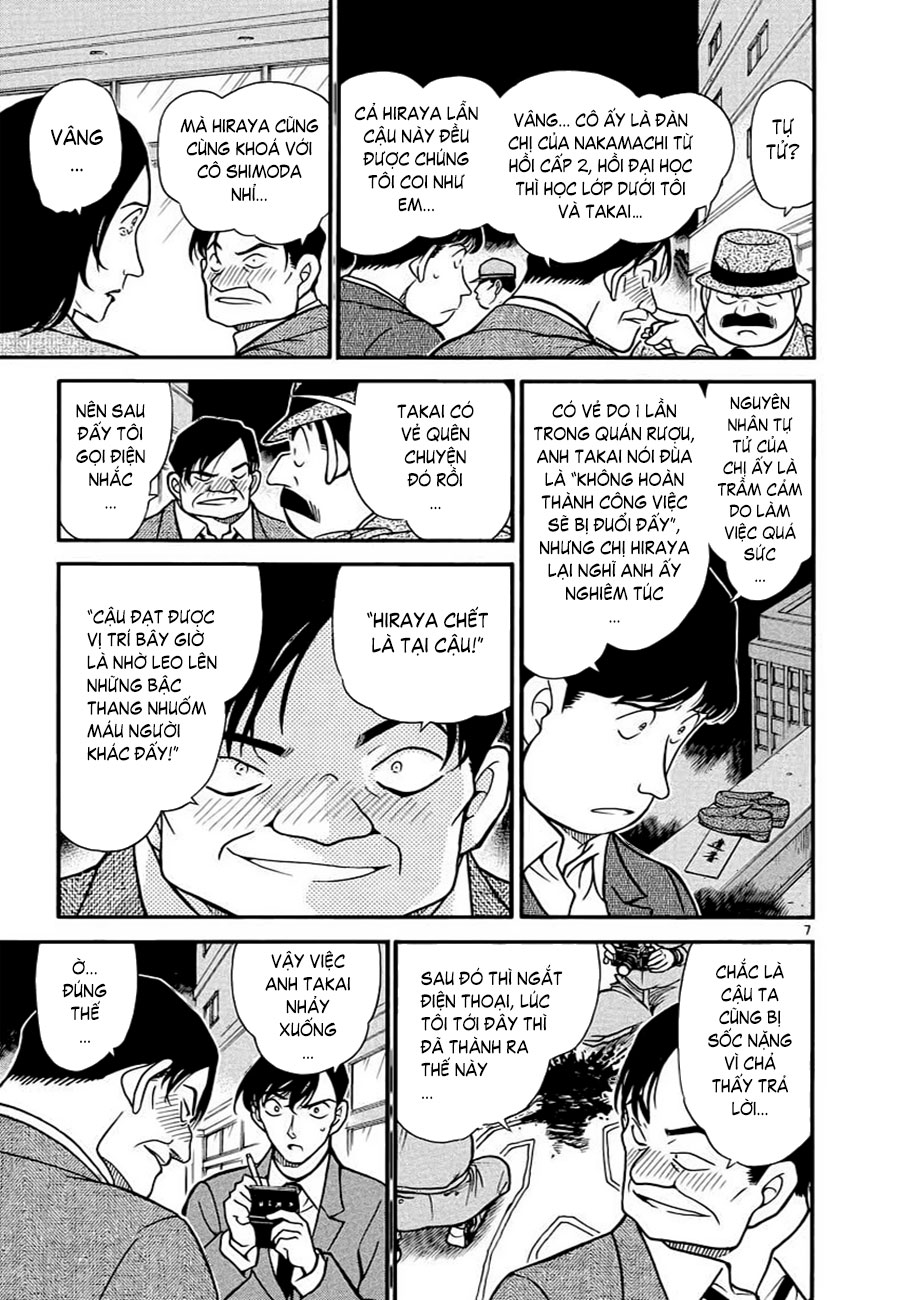 TỰ
TỬ?
VÂNG... CÔ ẤY LÀ ĐÀN
CHỊ CỦA NAKAMACHI TỪ
HỒI CẤP 2, HỒI ĐẠI HỌC
THÌ HỌC LỚP DƯỚI TÔI
VÀ TAKAI...
CẢ HIRAYA LẪN
CẬU NÀY ĐỀU
ĐƯỢC CHÚNG
TÔI COI NHƯ
EM...
MÀ HIRAYA CŨNG
CÙNG KHOÁ VỚI
CÔ SHIMODA
NHỈ...
VÂNG
...
NGUYÊN
NHÂN TỰ
TỬ CỦA
CHỊ ẤY LÀ
TRẦM CẢM
DO LÀM
VIỆC QUÁ
SỨC
...
CÓ VẺ DO 1 LẦN
TRONG QUÁN RƯỢU,
ANH TAKAI NÓI ĐÙA
LÀ "KHÔNG HOÀN
THÀNH CÔNG VIỆC
SẼ BỊ ĐUỔI ĐẤY",
NHƯNG CHỊ HIRAYA
LẠI NGHĨ ANH ẤY
NGHIÊM TÚC
...
TAKAI CÓ
VẺ QUÊN
CHUYỆN
ĐÓ RỒI
...
NÊN SAU
ĐẤY TÔI
GỌI ĐIỆN
NHẮC
...
"HIRAYA CHẾT
LÀ TẠI CẬU!"
"CẬU ĐẠT ĐƯỢC
VỊ TRÍ BÂY GIỜ
LÀ NHỜ LEO LÊN
NHỮNG BẬC
THANG NHUỐM
MÁU NGƯỜI
KHÁC ĐẤY!"
7
CHẮC LÀ
CẬU TA
CŨNG BỊ
SỐC NẶNG
VÌ CHẢ
THẤY TRẢ
LỜI...
SAU ĐÓ THÌ NGẮT
ĐIỆN THOẠI, LÚC
TÔI TỚI ĐÂY THÌ
ĐÃ THÀNH RA
THẾ NÀY
...
VẬY VIỆC
ANH TAKAI
NHẢY
XUỐNG
...
Ờ...
ĐÚNG
THẾ
...